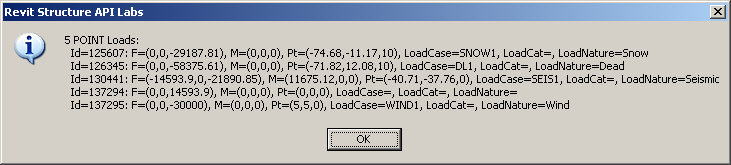 Revit Structure API Labs
5 POINT Loads:
Id=125607: F=(0,0,-29187.81), M=(0,0,0), Pt=(-74.68,-11.17,10), LoadCase=SNOW1, LoadCat=, LoadNature=Snow
Id=126345: F=(0,0,-58375.61), M=(0,0,0), Pt=(-71.82,12.08,10), LoadCase=DL1, LoadCat=, LoadNature=Dead
Id=130441: F=(-14593.9,0,-21890.85), M=(11675.12,0,0), Pt=(-40.71,-37.76,0), LoadCase=SEIS1, LoadCat=, LoadNature=Seismic
Id=137294: F=(0,0,14593.9), M=(0,0,0), Pt=(0,0,0), LoadCase=, LoadCat=, LoadNature=
Id=137295: F=(0,0,-30000), M=(0,0,0), Pt=(5,5,0), LoadCase=WIND1, LoadCat=, LoadNature=Wind
OK